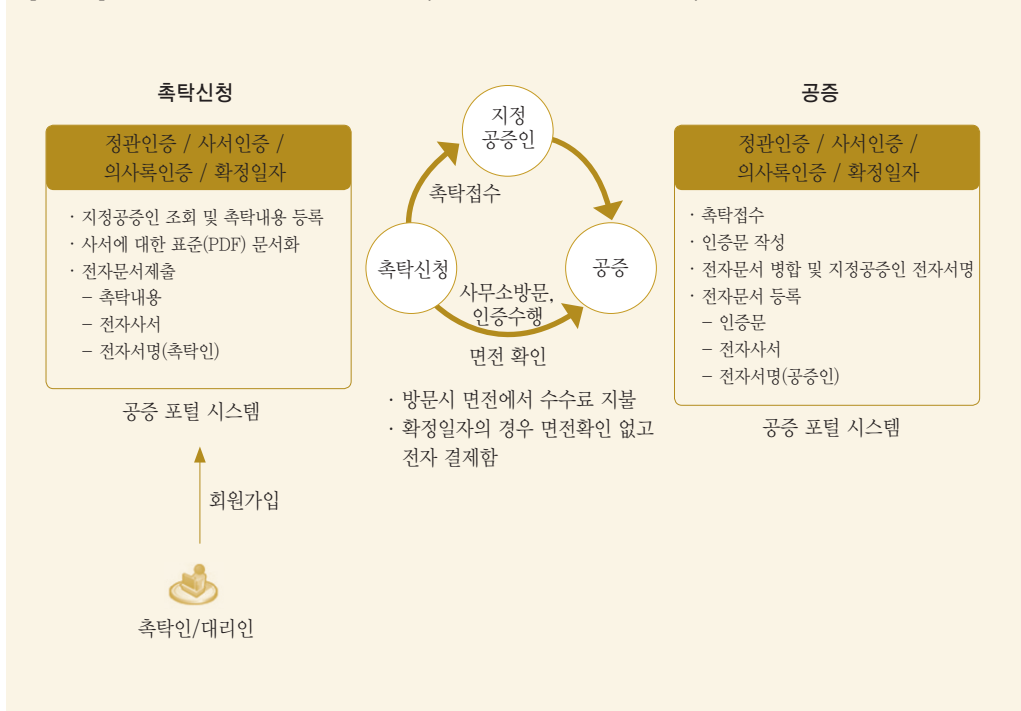 촉탁신청
정관인증 / 사서인증 /
의사록인증 / 확정일자
· 지정공증인 조회 및 촉탁내용 등록
· 사서에 대한 표준(PDF) 문서화
· 전자문서제출
– 촉탁내용
– 전자사서
– 전자서명(촉탁인)
공증 포털 시스템
회원가입
촉탁인/대리인
지정
공증인
촉탁접수
촉탁신청
공증
사무소방문,
인증수행
면전 확인
· 방문시 면전에서 수수료 지불
· 확정일자의 경우 면전확인 없고
전자 결제함
공증
정관인증 / 사서인증 /
의사록인증 / 확정일자
· 촉탁접수
· 인증문 작성
· 전자문서 병합 및 지정공증인 전자서명
· 전자문서 등록
– 인증문
– 전자사서
– 전자서명(공증인)
공증 포털 시스템